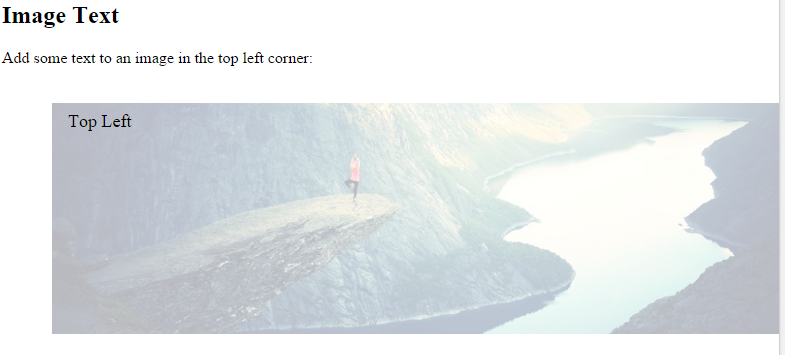 Image Text
Add some text to an image in the top left corner:
Top Left